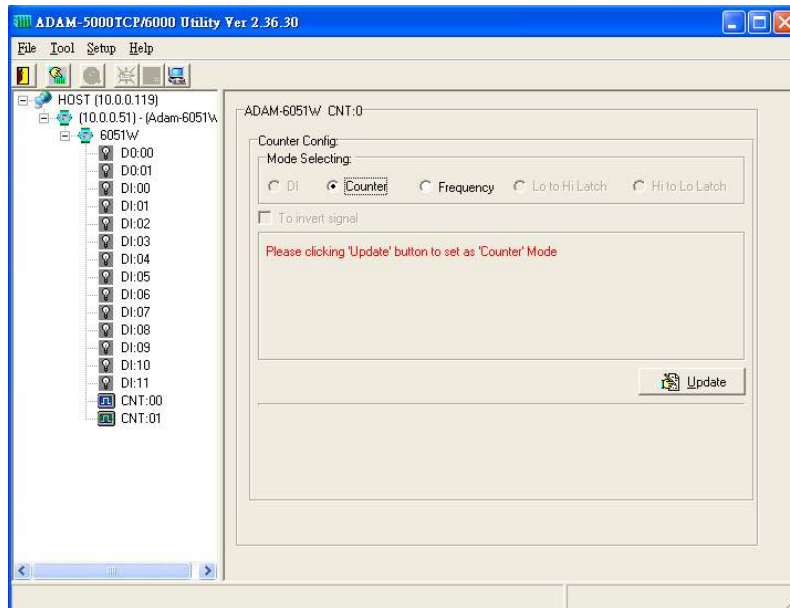 ADAM-5000TCP/6000 Utility Ver 2.36.30
File Tool Setup Help
HOST (10.0.0.119)
(10.0.0.51) - (Adam-6051W
6051W
D0:00
D0:01
DI:00
DI:01
DI:02
DI:03
DI:04
DI:05
DI:06
DI:07
DI:08
DI:09
DI:10
DI:11
CNT:00
CNT:01
ADAM-6051W CNT:0
Counter Config:
Mode Selecting:
DI Counter Frequency Lo to Hi Latch Hi to Lo Latch
To invert signal
Please clicking 'Update' button to set as 'Counter' Mode
Update